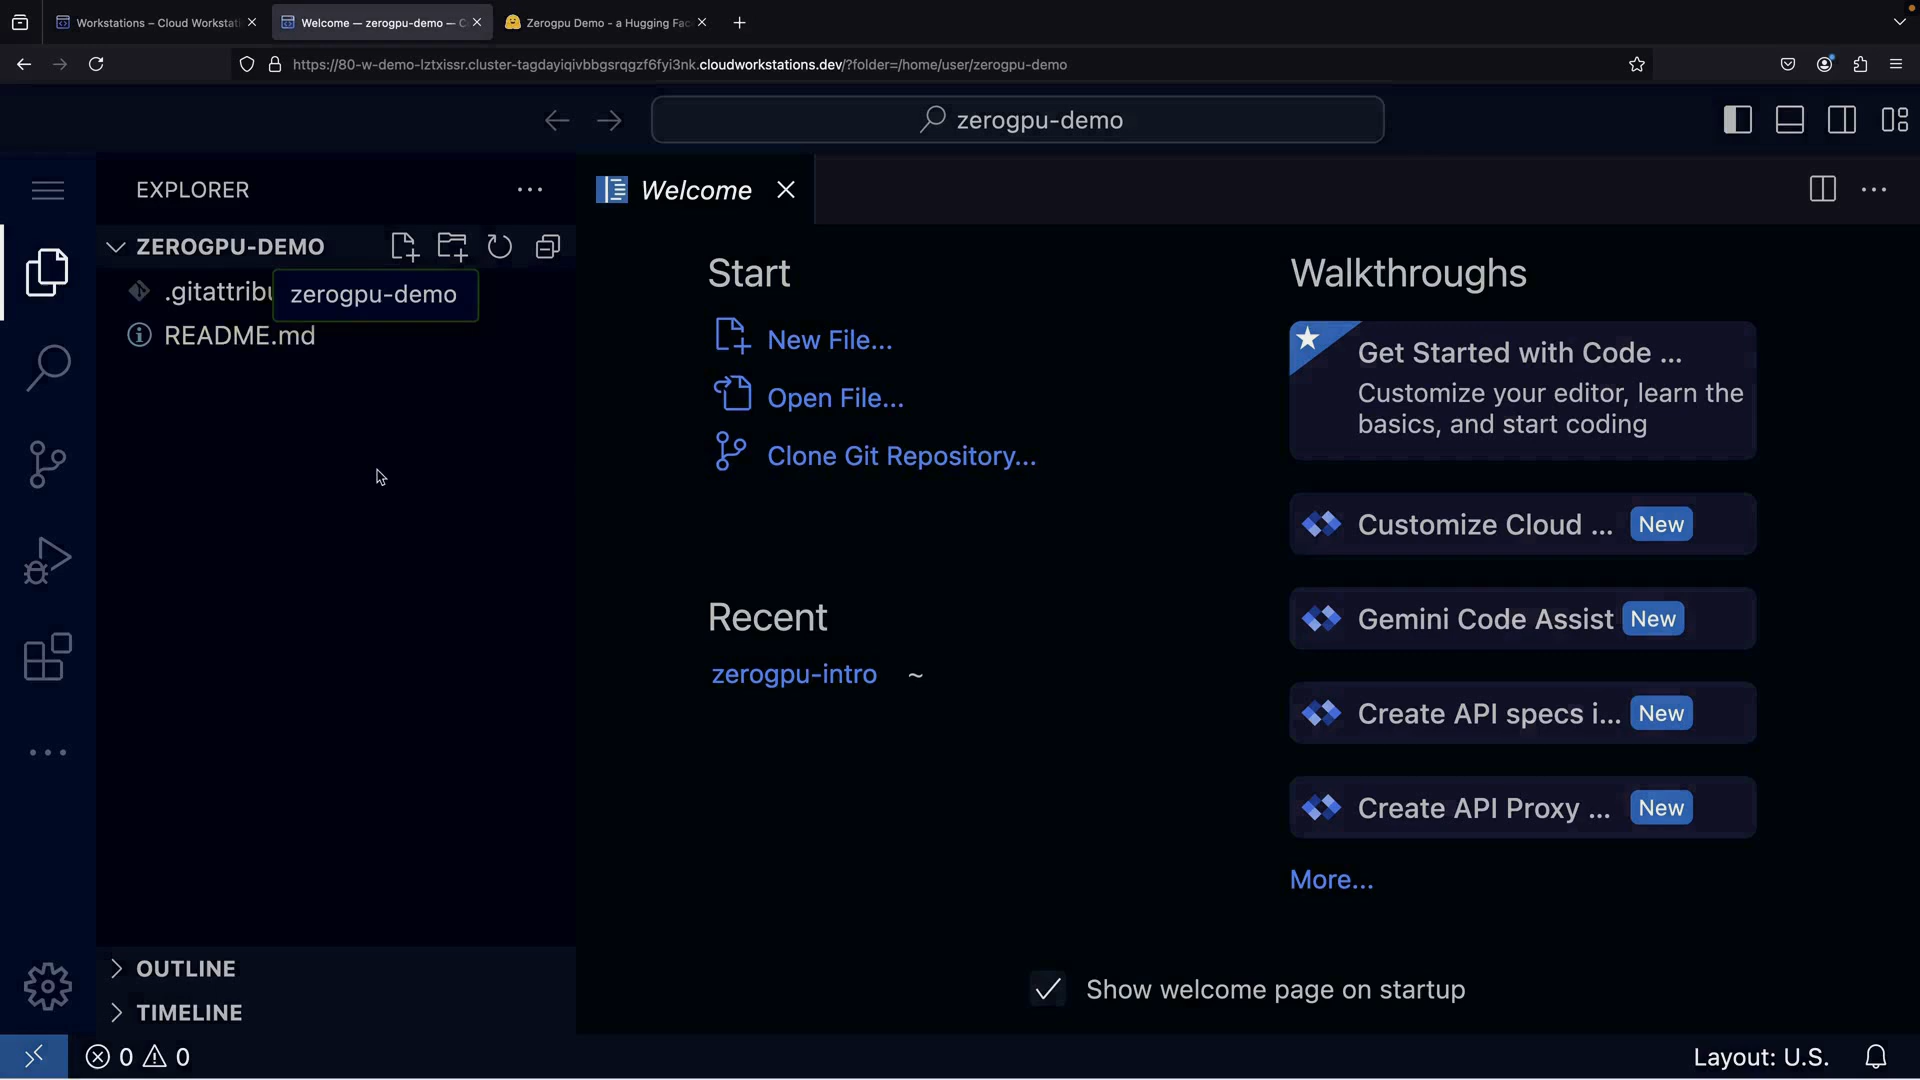 Workstations – Cloud Workstati
Welcome — zerogpu-demo — C
Zerogpu Demo - a Hugging Fac
https://80-w-demo-lztxissr.cluster-tagdayiqivbbgsrqgzf6fyi3nk.cloudworkstations.dev/?folder=/home/user/zerogpu-demo
zerogpu-demo
EXPLORER
Welcome
ZEROGPU-DEMO
.gitattribu
zerogpu-demo
README.md
Start
New File...
Open File...
Clone Git Repository...
Recent
zerogpu-intro ~
Walkthroughs
Get Started with Code ...
Customize your editor, learn the
basics, and start coding
Customize Cloud ... New
Gemini Code Assist New
Create API specs i... New
Create API Proxy ... New
More...
Show welcome page on startup
OUTLINE
TIMELINE
0 0
Layout: U.S.